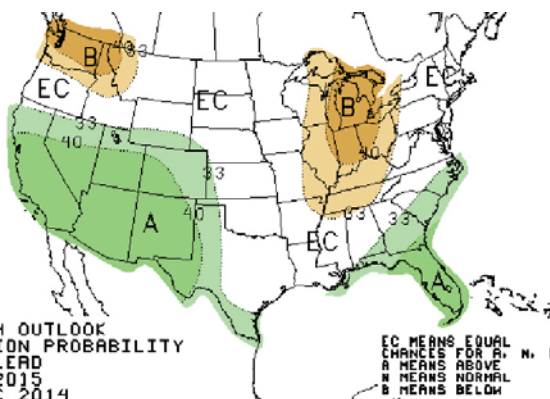 40 33
B
EC
EC
EC
B
33
40
33
40
40
A
33
33
EC
A
OUTLOOK
ION PROBABILITY
LEAD
2015
2014
EC MEANS EQUAL
CHANCES FOR A, N,
A MEANS ABOVE
N MEANS NORMAL
B MEANS BELOW